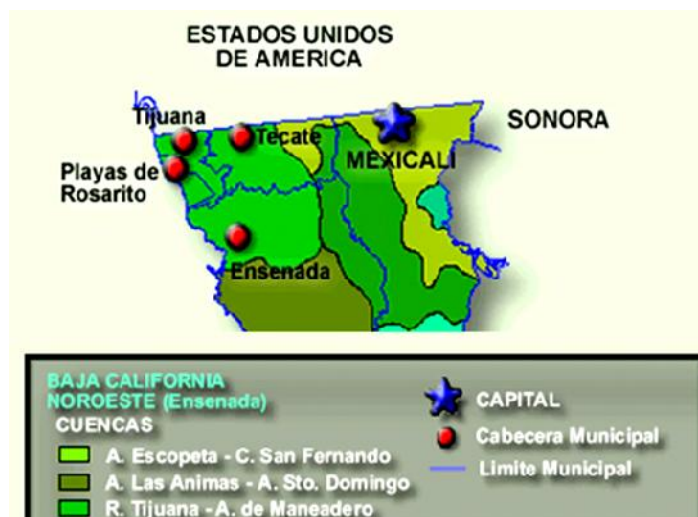 ESTADOS UNIDOS
DE AMERICA
Tijuana
Tecate
SONORA
MEXICALI
Playas de
Rosarito
Ensenada
BAJA CALIFORNIA
NOROESTE (Ensenada)
CUENCAS
A. Escopeta - C. San Fernando
A. Las Animas - A. Sto. Domingo
R. Tijuana - A. de Maneadero
CAPITAL
Cabecera Municipal
Limite Municipal